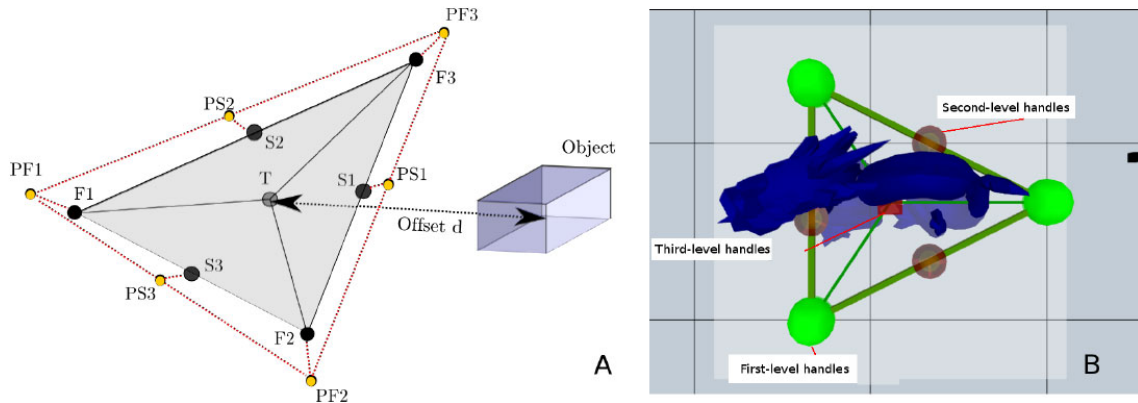 PF3
F3
PS2
S2
Object
PF1
F1
T
S1
PS1
Offset d
S3
PS3
F2
PF2
A
Second-level handles
Third-level handles
First-level handles
B